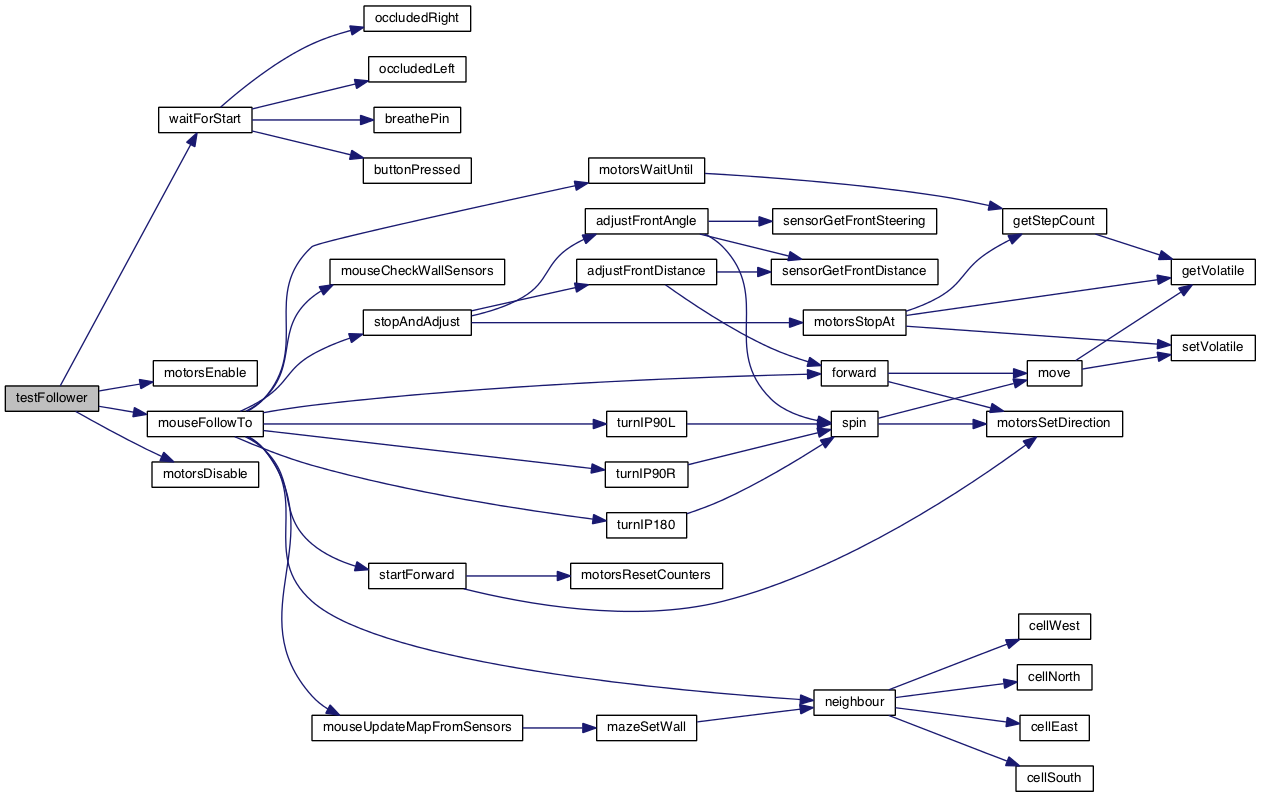 occludedRight
occludedLeft
waitForStart
breathePin
buttonPressed
motorsWaitUntil
adjustFrontAngle
sensorGetFrontSteering
getStepCount
mouseCheckWallSensors
adjustFrontDistance
sensorGetFrontDistance
getVolatile
stopAndAdjust
motorsStopAt
setVolatile
motorsEnable
forward
move
testFollower
mouseFollowTo
turnIP90L
spin
motorsSetDirection
motorsDisable
turnIP90R
turnIP180
startForward
motorsResetCounters
cellWest
cellNorth
neighbour
mouseUpdateMapFromSensors
mazeSetWall
cellEast
cellSouth